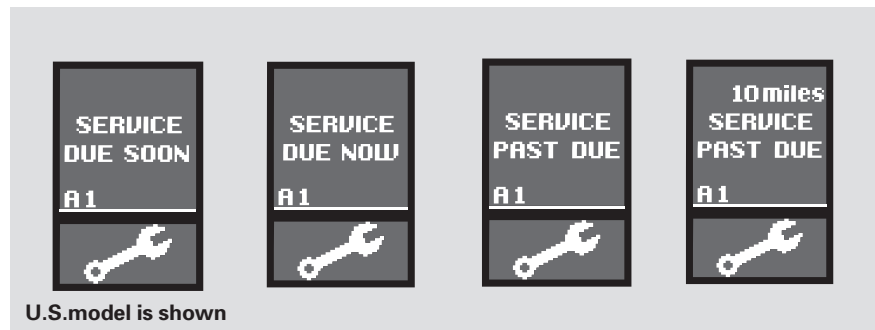 SERVICE
DUE SOON
A1
SERVICE
DUE NOW
A1
SERVICE
PAST DUE
A1
10 miles
SERVICE
PAST DUE
A1
U.S.model is shown